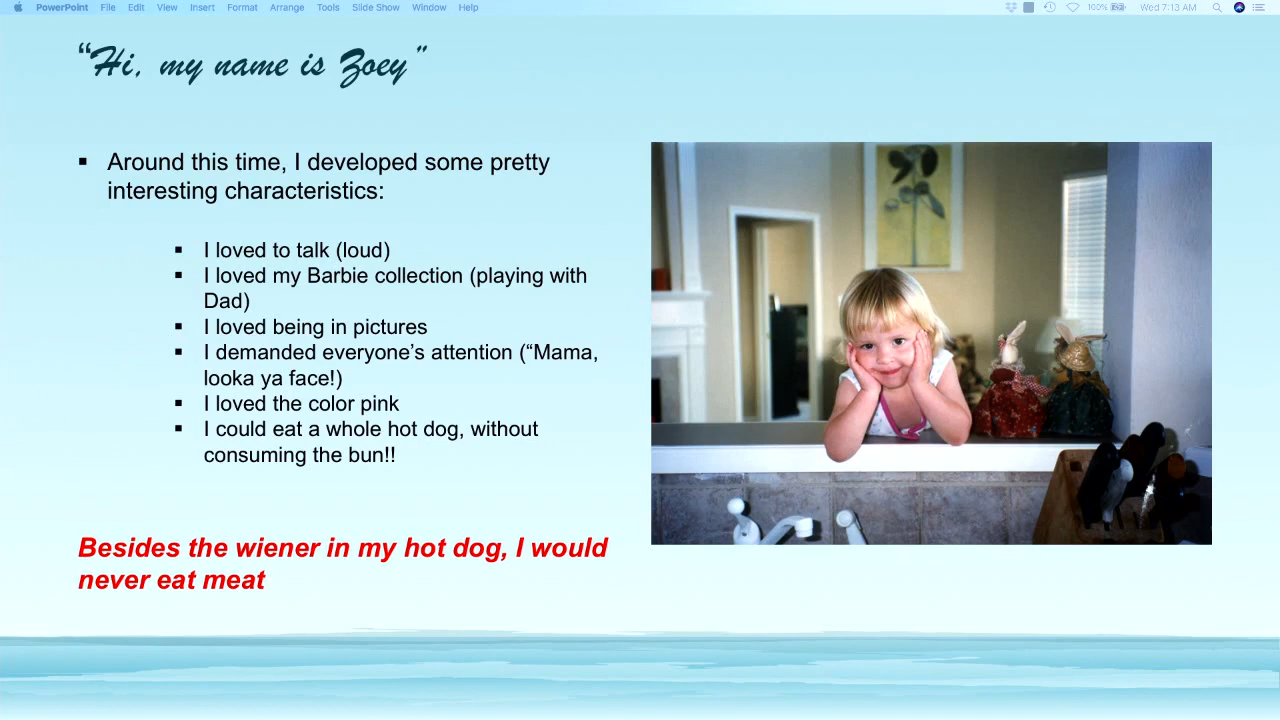 PowerPoint File Edit View Insert Format Arrange Tools Slide Show Window Help 100% Wed 7:13 AM
“Hi, my name is Zoey”
▪ Around this time, I developed some pretty
interesting characteristics:
▪ I loved to talk (loud)
▪ I loved my Barbie collection (playing with
Dad)
▪ I loved being in pictures
▪ I demanded everyone’s attention (“Mama,
looka ya face!)
▪ I loved the color pink
▪ I could eat a whole hot dog, without
consuming the bun!!
Besides the wiener in my hot dog, I would
never eat meat